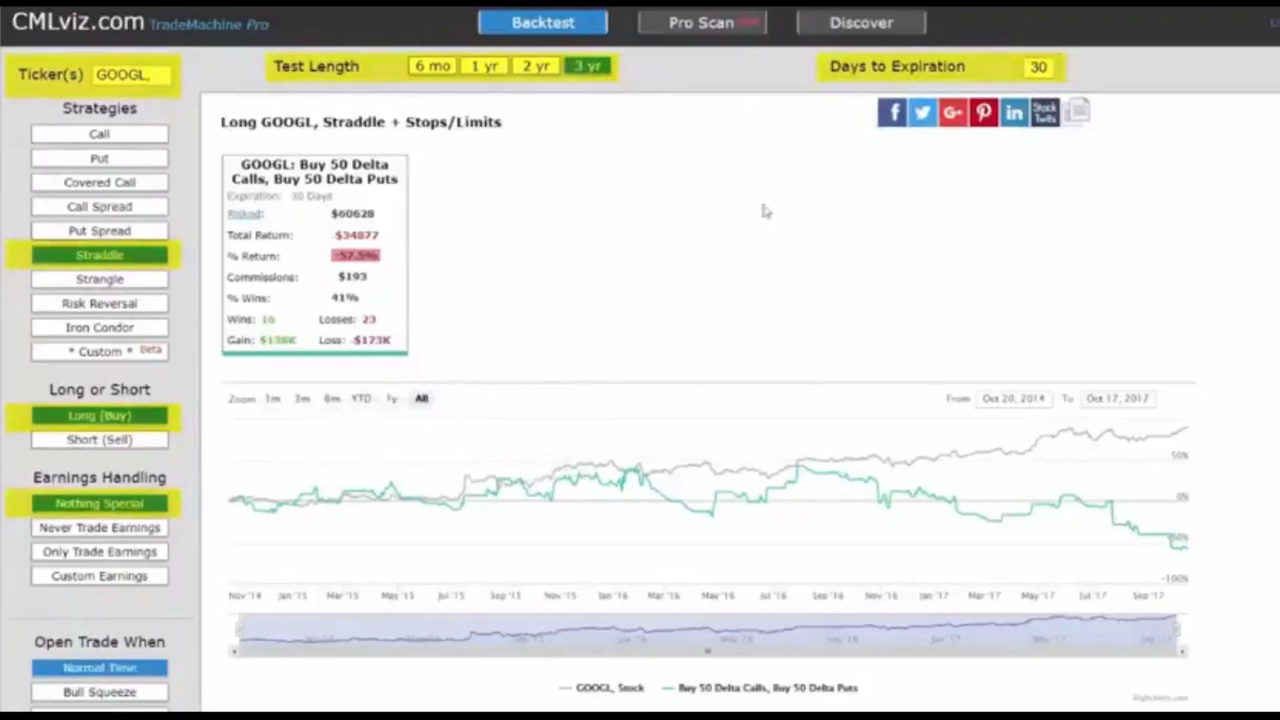 CMLviz.com TradeMachine Pro
Backtest
Pro Scan
Discover
Ticker(s) GOOGL,
Test Length 6 mo 1 yr 2 yr 3 yr
Days to Expiration 30
Strategies
Call
Put
Covered Call
Call Spread
Put Spread
Straddle
Strangle
Risk Reversal
Iron Condor
* Custom * Beta
Long or Short
Long (Buy)
Short (Sell)
Earnings Handling
Nothing Special
Never Trade Earnings
Only Trade Earnings
Custom Earnings
Open Trade When
Normal Time
Bull Squeeze
Long GOOGL, Straddle + Stops/Limits
f G+ in Stock Twits
GOOGL: Buy 50 Delta
Calls, Buy 50 Delta Puts
Expiration: 30 Days
Risked: $60628
Total Return: -$34877
% Return: -57.5%
Commissions: $193
% Wins: 41%
Wins: 16 Losses: 23
Gain: $138K Loss: -$173K
Zoom 1m 3m 6m YTD 1y All
From Oct 20, 2014 To Oct 17, 2017
50%
0%
-50%
-100%
Nov '14 Jan '15 Mar '15 May '15 Jul '15 Sep '15 Nov '15 Jan '16 Mar '16 May '16 Jul '16 Sep '16 Nov '16 Jan '17 Mar '17 May '17 Jul '17 Sep '17
GOOGL, Stock Buy 50 Delta Calls, Buy 50 Delta Puts
Highcharts.com